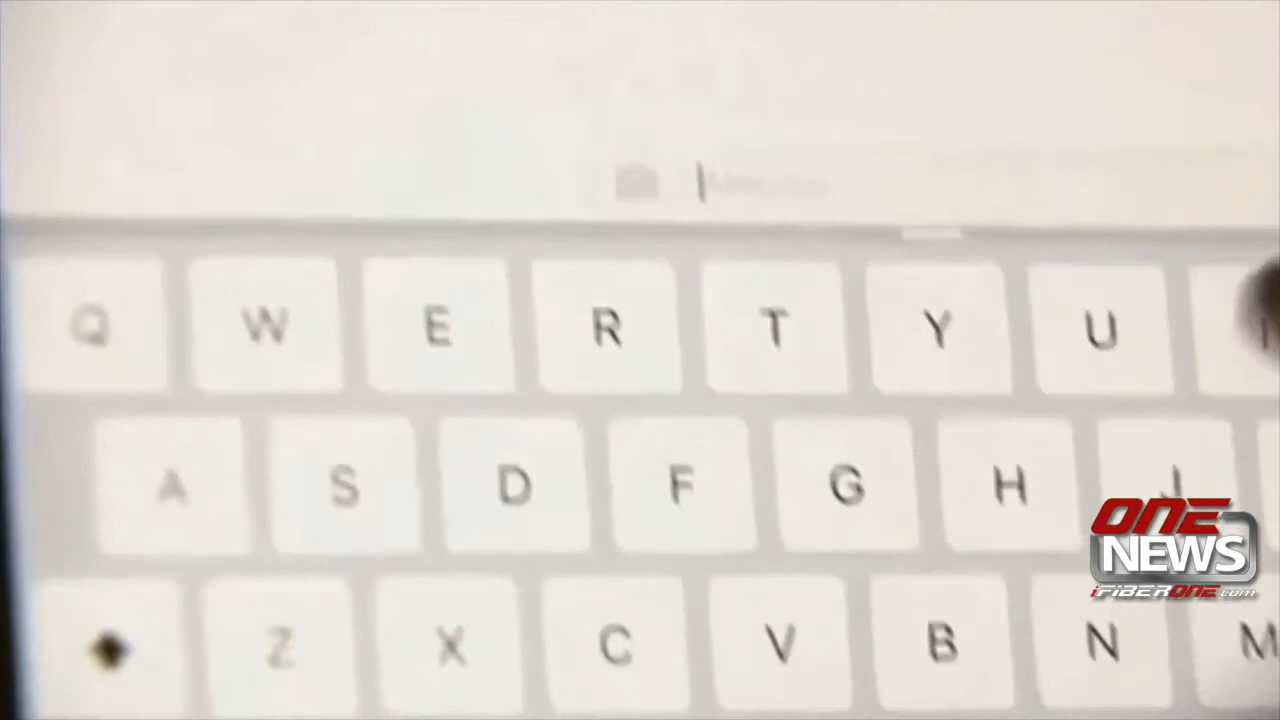 Q W E R T Y U I
A S D F G H J
Z X C V B N M
ONE
NEWS
iFIBERONE.com